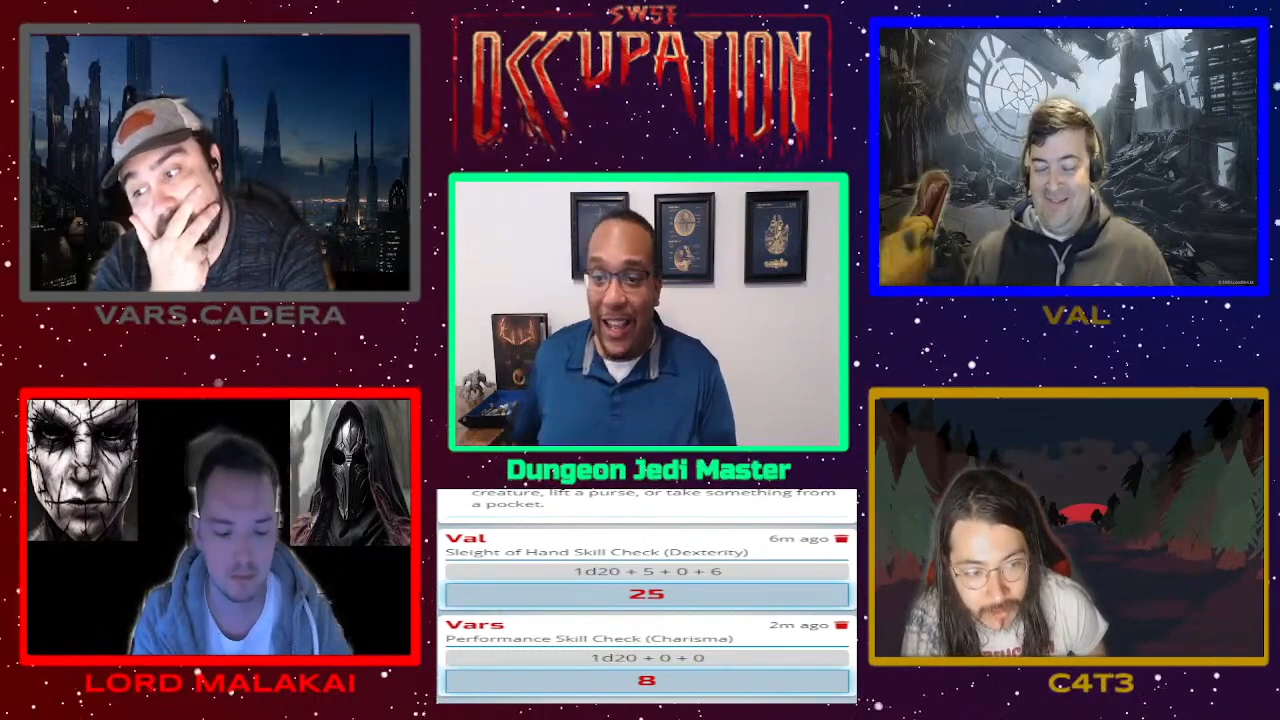 SW5E
OCCUPATION
VARS CADERA
VAL
Dungeon Jedi Master
creature, lift a purse, or take something from
a pocket.
Val 6m ago
Sleight of Hand Skill Check (Dexterity)
1d20 + 5 + 0 + 6
25
Vars 2m ago
Performance Skill Check (Charisma)
1d20 + 0 + 0
8
LORD MALAKAI
C4T3